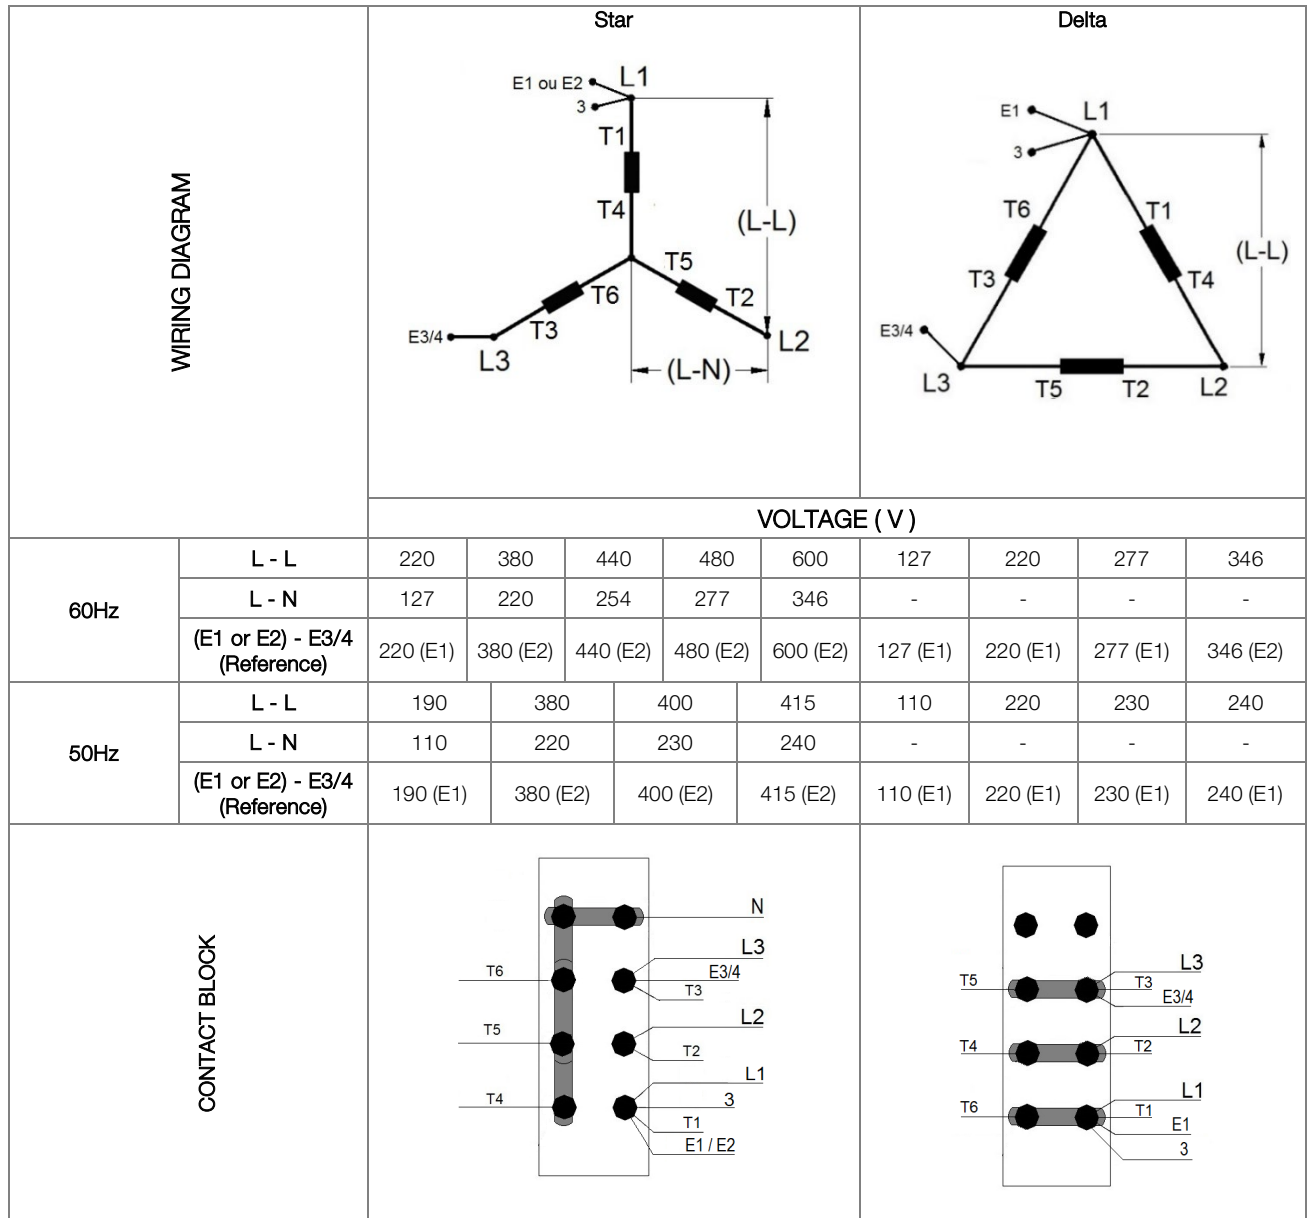 Star
Delta
WIRING DIAGRAM
E1 ou E2
L1
3
T1
T4
(L-L)
T5
T6
T2
T3
E3/4
L3
L2
(L-N)
E1
L1
3
T6
T1
(L-L)
T3
T4
E3/4
L3
T5
T2
L2
VOLTAGE ( V )
60Hz
L - L 220 380 440 480 600 127 220 277 346
L - N 127 220 254 277 346 - - - -
(E1 or E2) - E3/4
(Reference)
220 (E1) 380 (E2) 440 (E2) 480 (E2) 600 (E2) 127 (E1) 220 (E1) 277 (E1) 346 (E2)
50Hz
L - L 190 380 400 415 110 220 230 240
L - N 110 220 230 240 - - - -
(E1 or E2) - E3/4
(Reference)
190 (E1) 380 (E2) 400 (E2) 415 (E2) 110 (E1) 220 (E1) 230 (E1) 240 (E1)
CONTACT BLOCK
N
L3
T6
E3/4
T3
L2
T5
T2
L1
T4
3
T1
E1 / E2
L3
T5
T3
E3/4
L2
T4
T2
L1
T6
T1
E1
3